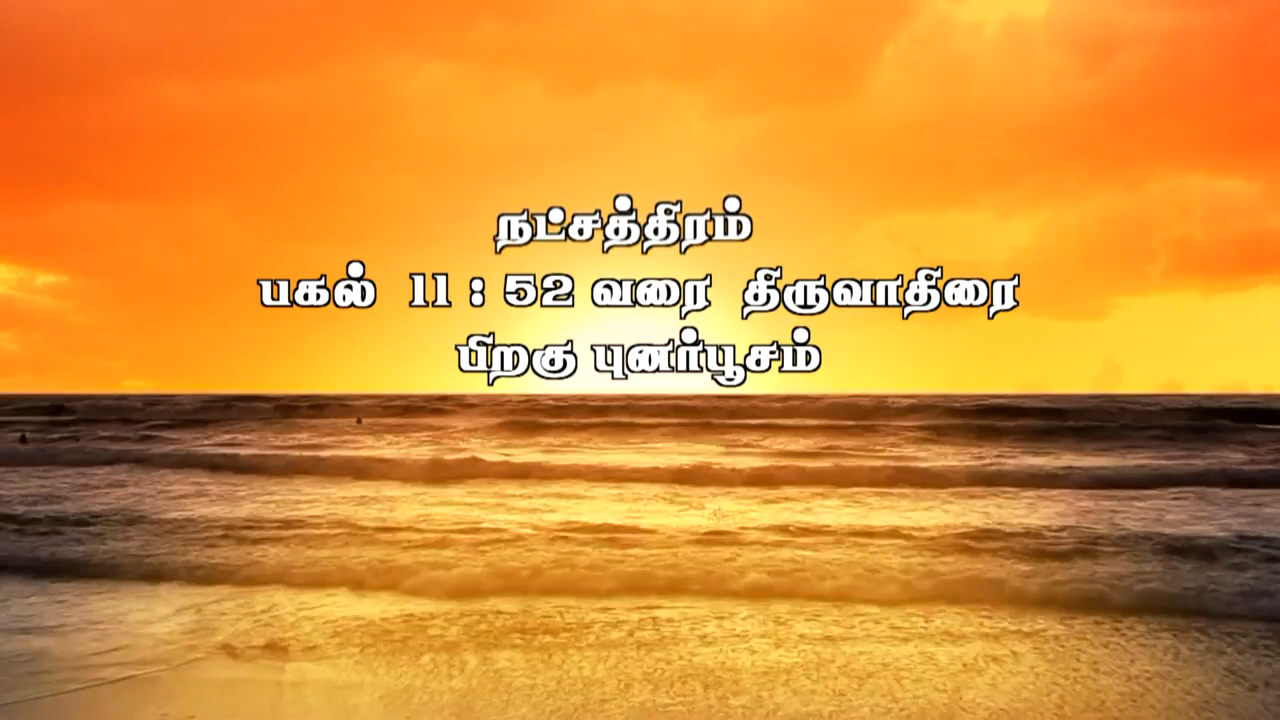 நட்சத்திரம்
பகல் 11 : 52 வரை திருவாதிரை
பிறகு புனர்பூசம்